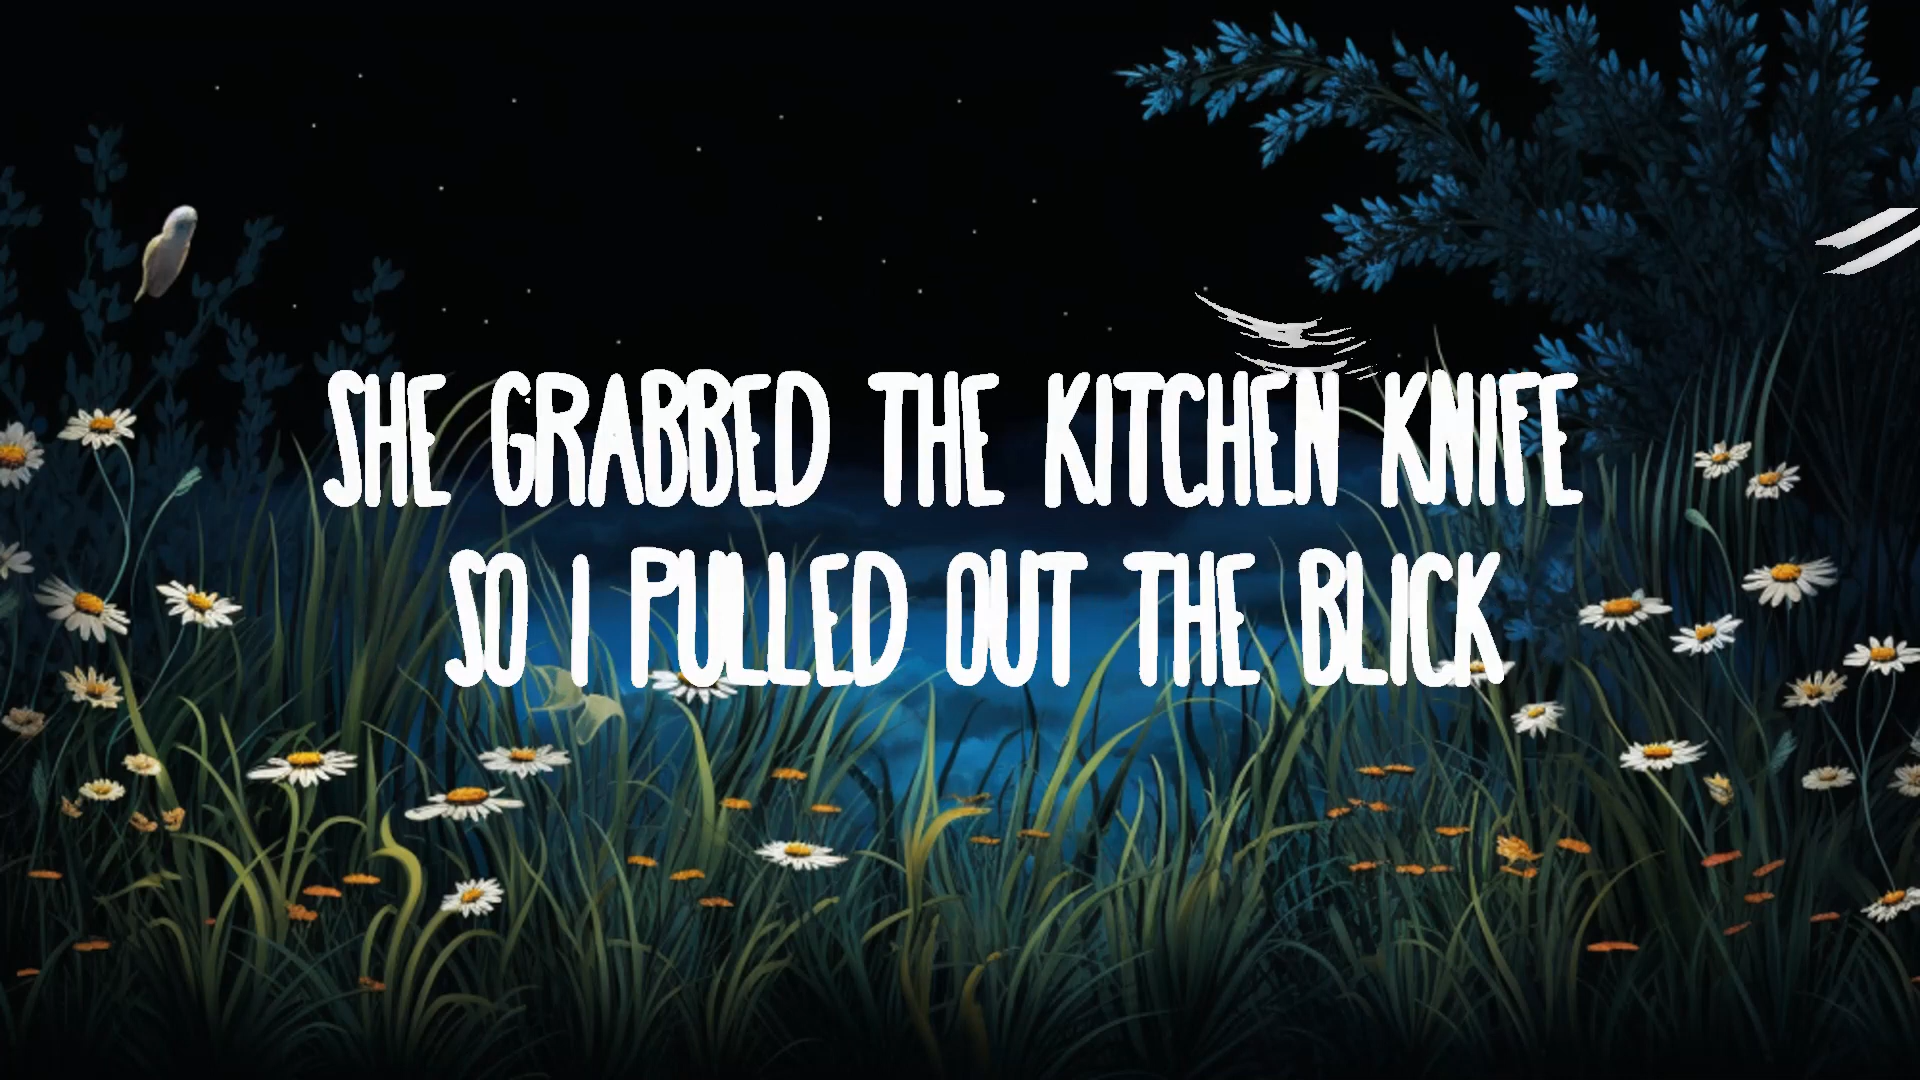 SHE GRABBED THE KITCHEN KNIFE
SO I PULLED OUT THE BLICK